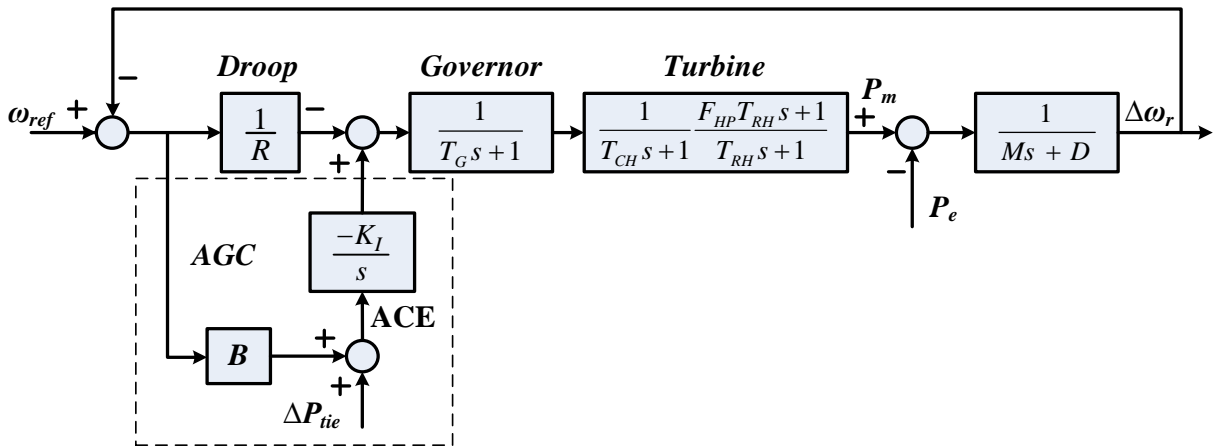 Droop
Governor
Turbine
ω_ref
+
−
1/R
−
+
1/(T_G s + 1)
1/(T_CH s + 1) (F_HP T_RH s + 1)/(T_RH s + 1)
P_m
+
−
P_e
1/(Ms + D)
Δω_r
AGC
−K_I/s
ACE
B
+
+
ΔP_tie